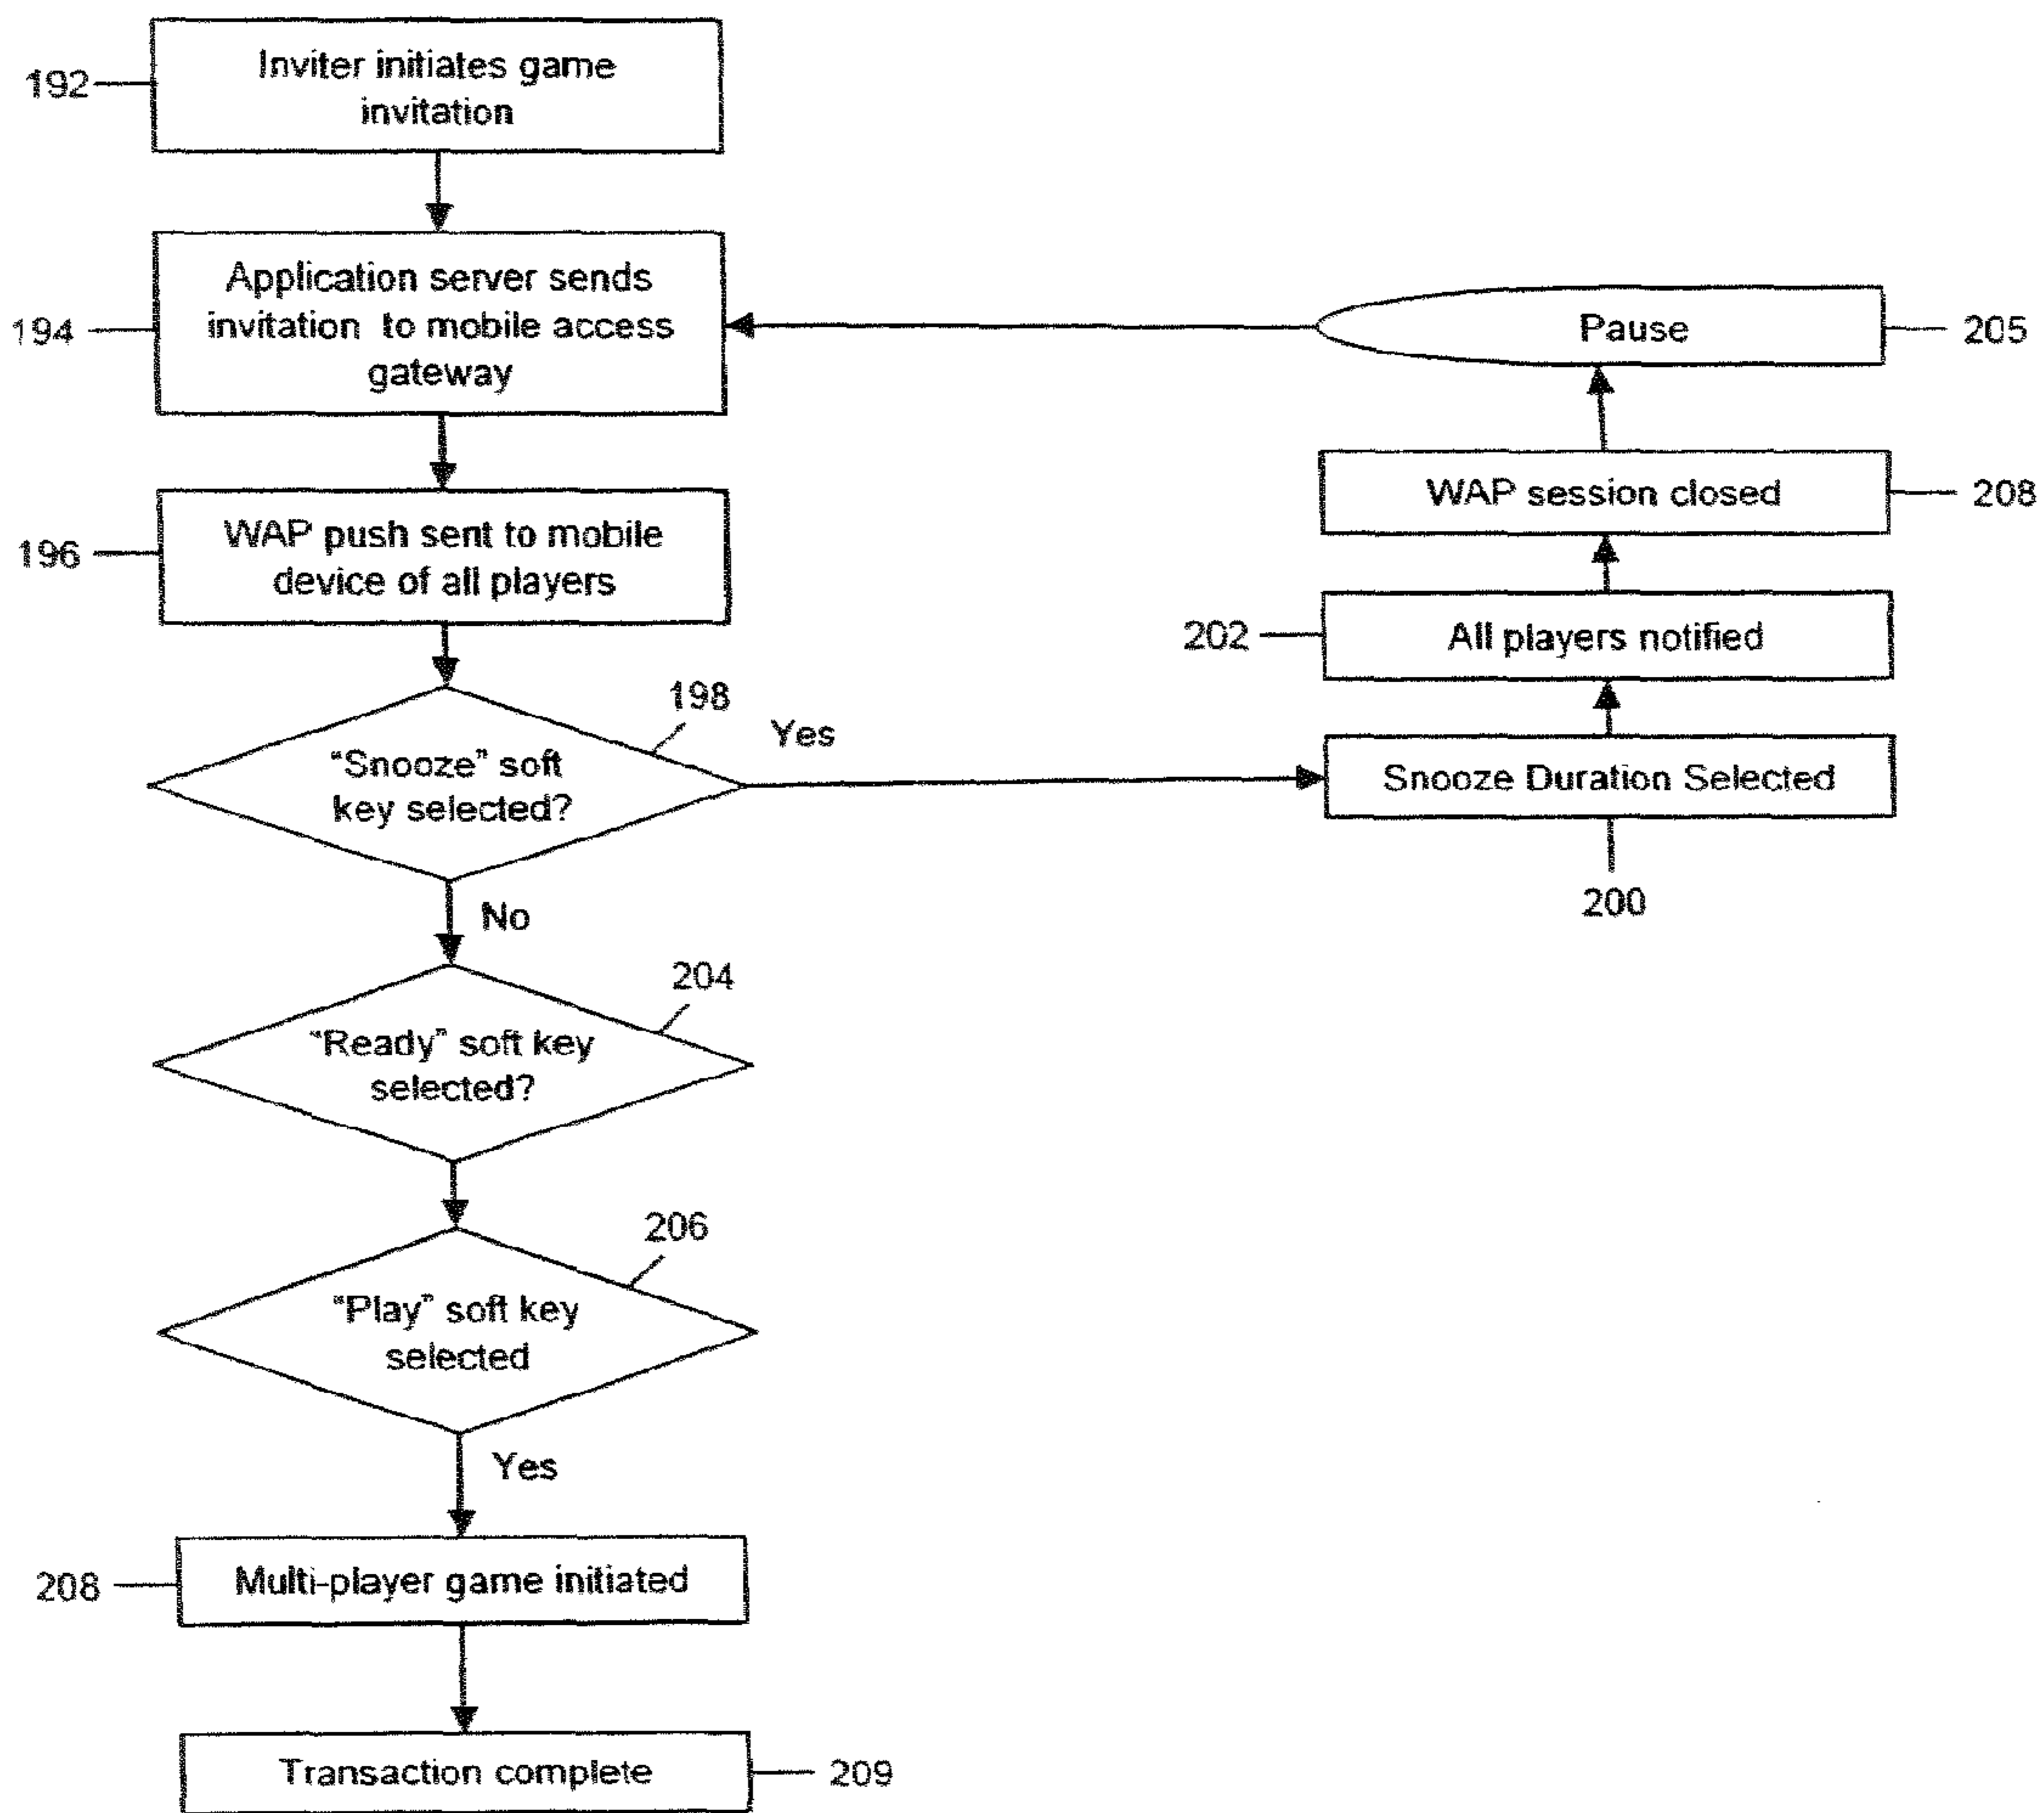 192
Inviter initiates game
invitation
194
Application server sends
invitation to mobile access
gateway
Pause
205
WAP session closed
208
196
WAP push sent to mobile
device of all players
202
All players notified
198
Yes
"Snooze" soft
key selected?
Snooze Duration Selected
200
No
204
"Ready" soft key
selected?
206
"Play" soft key
selected
Yes
208
Multi-player game initiated
Transaction complete
209